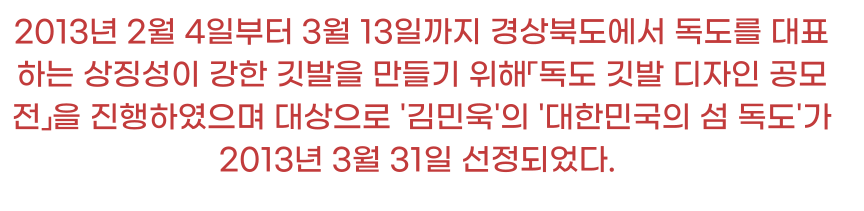 2013년 2월 4일부터 3월 13일까지 경상북도에서 독도를 대표
하는 상징성이 강한 깃발을 만들기 위해「독도 깃발 디자인 공모
전」을 진행하였으며 대상으로 '김민욱'의 '대한민국의 섬 독도'가
2013년 3월 31일 선정되었다.